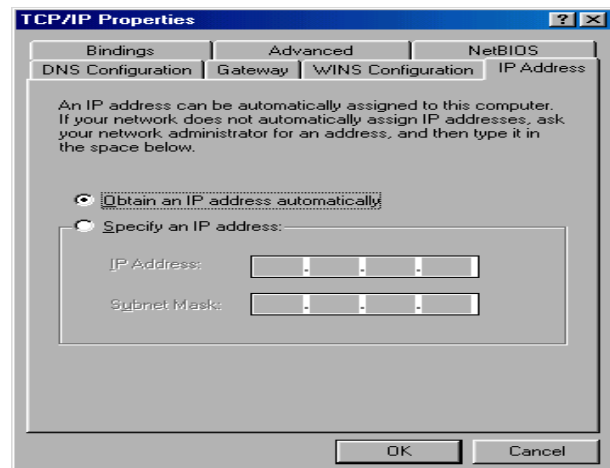 TCP/IP Properties
? ×
Bindings Advanced NetBIOS
DNS Configuration Gateway WINS Configuration IP Address
An IP address can be automatically assigned to this computer.
If your network does not automatically assign IP addresses, ask
your network administrator for an address, and then type it in
the space below.
Obtain an IP address automatically
Specify an IP address:
IP Address: . . .
Subnet Mask: . . .
OK Cancel